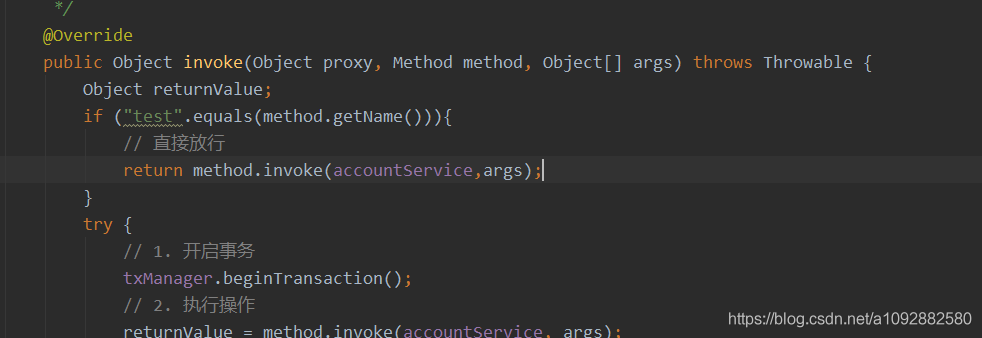 */
@Override
public Object invoke(Object proxy, Method method, Object[] args) throws Throwable {
Object returnValue;
if ("test".equals(method.getName())){
// 直接放行
return method.invoke(accountService,args);
}
try {
// 1. 开启事务
txManager.beginTransaction();
// 2. 执行操作
returnValue = method.invoke(accountService, args);
https://blog.csdn.net/a1092882580